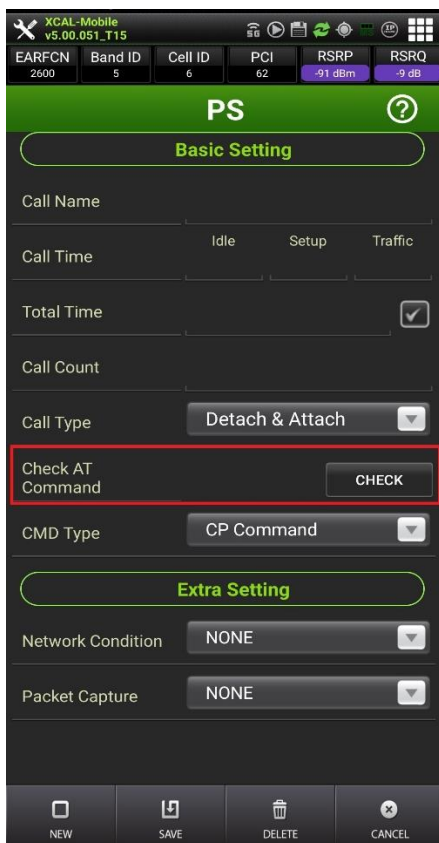 XCAL-Mobile
v5.00.051_T15
5G
IP
EARFCN Band ID Cell ID PCI RSRP RSRQ
2600 5 6 62 -91 dBm -9 dB
PS ?
Basic Setting
Call Name
Idle Setup Traffic
Call Time
Total Time
Call Count
Call Type Detach & Attach
Check AT
Command CHECK
CMD Type CP Command
Extra Setting
Network Condition NONE
Packet Capture NONE
NEW SAVE DELETE CANCEL